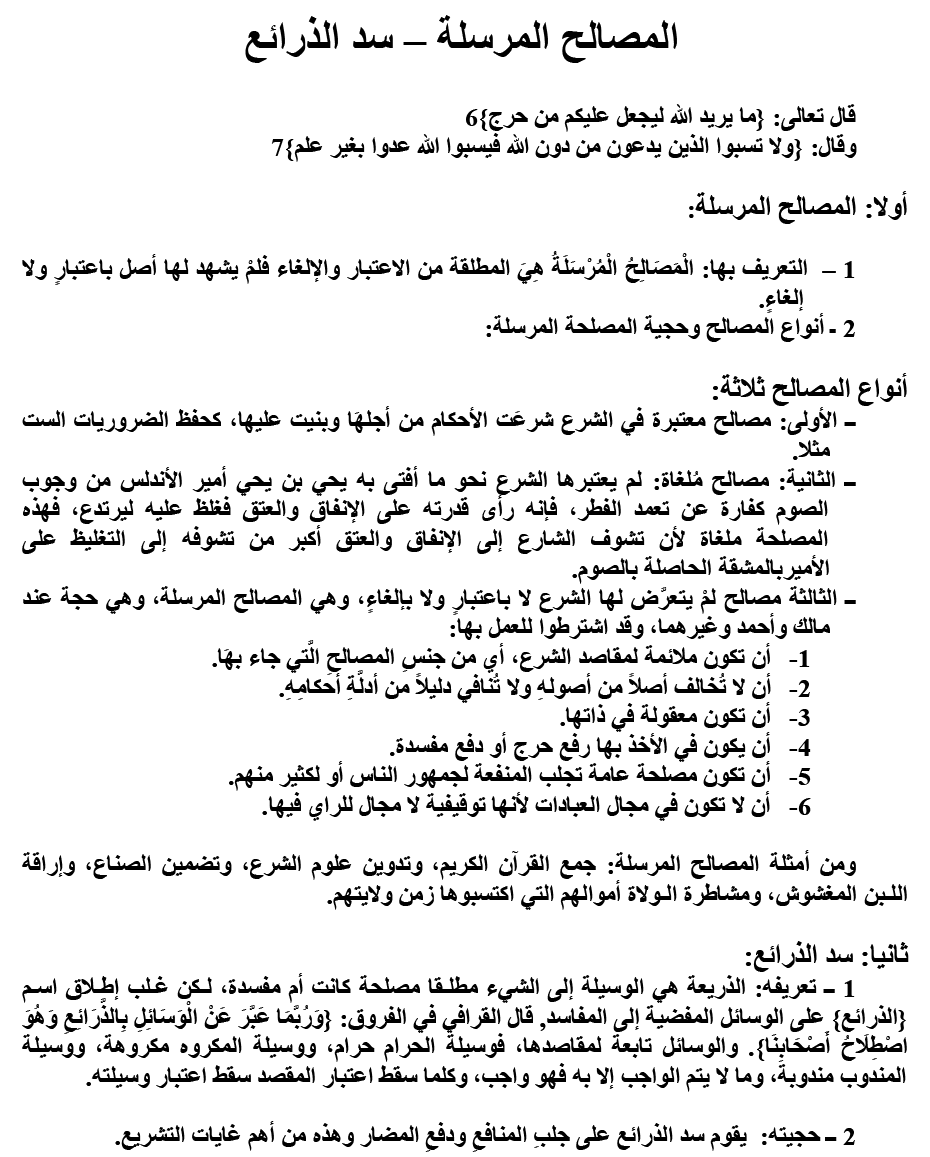 المصالح المرسلة – سد الذرائع
قال تعالى: {ما يريد الله ليجعل عليكم من حرج}6
وقال: {ولا تسبوا الذين يدعون من دون الله فيسبوا الله عدوا بغير علم}7
أولا: المصالح المرسلة:
1 – التعريف بها: الْمَصَالِحُ الْمُرْسَلَةُ هِيَ المطلقة من الاعتبار والإلغاء فلمْ يشهد لها أصل باعتبارٍ ولا
إلغاءٍ.
2 ـ أنواع المصالح وحجية المصلحة المرسلة:
أنواع المصالح ثلاثة:
ـ الأولى: مصالح معتبرة في الشرع شرعَت الأحكام من أجلهَا وبنيت عليها، كحفظ الضروريات الست
مثلا.
ـ الثانية: مصالح مُلغاة: لم يعتبرها الشرع نحو ما أفتى به يحي بن يحي أمير الأندلس من وجوب
الصوم كفارة عن تعمد الفطر، فإنه رأى قدرته على الإنفاق والعتق فغلظ عليه ليرتدع، فهذه
المصلحة ملغاة لأن تشوف الشارع إلى الإنفاق والعتق أكبر من تشوفه إلى التغليظ على
الأميربالمشقة الحاصلة بالصوم.
ـ الثالثة مصالح لمْ يتعرَّض لها الشرع لا باعتبارٍ ولا بإلغاءٍ، وهي المصالح المرسلة، وهي حجة عند
مالك وأحمد وغيرهما، وقد اشترطوا للعمل بها:
1- أن تكون ملائمة لمقاصد الشرع، أي من جنسِ المصالحِ الَّتي جاء بهَا.
2- أن لا تُخالف أصلاً من أصولهِ ولا تُنافي دليلاً من أدلَّةِ أحكامِهِ.
3- أن تكون معقولة في ذاتها.
4- أن يكون في الأخذ بها رفع حرج أو دفع مفسدة.
5- أن تكون مصلحة عامة تجلب المنفعة لجمهور الناس أو لكثير منهم.
6- أن لا تكون في مجال العبادات لأنها توقيفية لا مجال للراي فيها.
ومن أمثلة المصالح المرسلة: جمع القرآن الكريم، وتدوين علوم الشرع، وتضمين الصناع، وإراقة
اللبن المغشوش، ومشاطرة الولاة أموالهم التي اكتسبوها زمن ولايتهم.
ثانيا: سد الذرائع:
1 ـ تعريفه: الذريعة هي الوسيلة إلى الشيء مطلقا مصلحة كانت أم مفسدة، لكن غلب إطلاق اسم
{الذرائع} على الوسائل المفضية إلى المفاسد, قال القرافي في الفروق: {وَرُبَّمَا عَبَّرَ عَنْ الْوَسَائِلِ بِالذَّرَائِعِ وَهُوَ
اصْطِلَاحُ أَصْحَابِنَا}. والوسائل تابعة لمقاصدها، فوسيلة الحرام حرام، ووسيلة المكروه مكروهة، ووسيلة
المندوب مندوبة، وما لا يتم الواجب إلا به فهو واجب، وكلما سقط اعتبار المقصد سقط اعتبار وسيلته.
2 ـ حجيته: يقوم سد الذرائع على جلبِ المنافعِ ودفعِ المضار وهذه من أهم غايات التشريع.